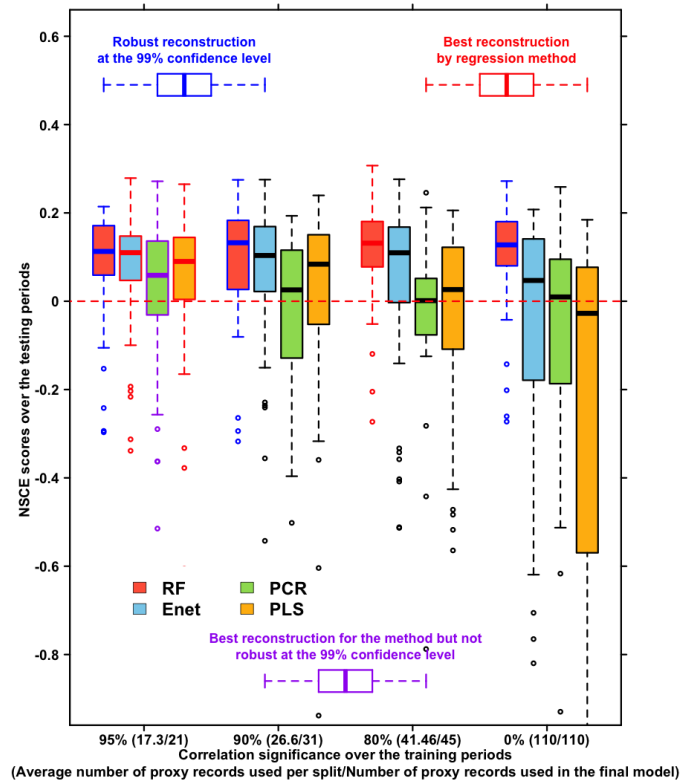 0.6
Robust reconstruction
at the 99% confidence level
Best reconstruction
by regression method
0.4
0.2
0
-0.2
-0.4
-0.6
-0.8
NSCE scores over the testing periods
RF
PCR
Enet
PLS
Best reconstruction for the method but not
robust at the 99% confidence level
95% (17.3/21)
90% (26.6/31)
80% (41.46/45)
0% (110/110)
Correlation significance over the training periods
(Average number of proxy records used per split/Number of proxy records used in the final model)